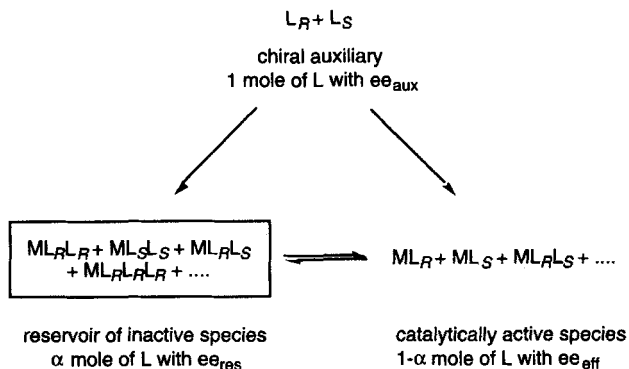 L_R + L_S
chiral auxiliary
1 mole of L with ee_aux
ML_RL_R + ML_SL_S + ML_RL_S
+ ML_RL_RL_R + ....
ML_R + ML_S + ML_RL_S + ....
reservoir of inactive species
α mole of L with ee_res
catalytically active species
1-α mole of L with ee_eff